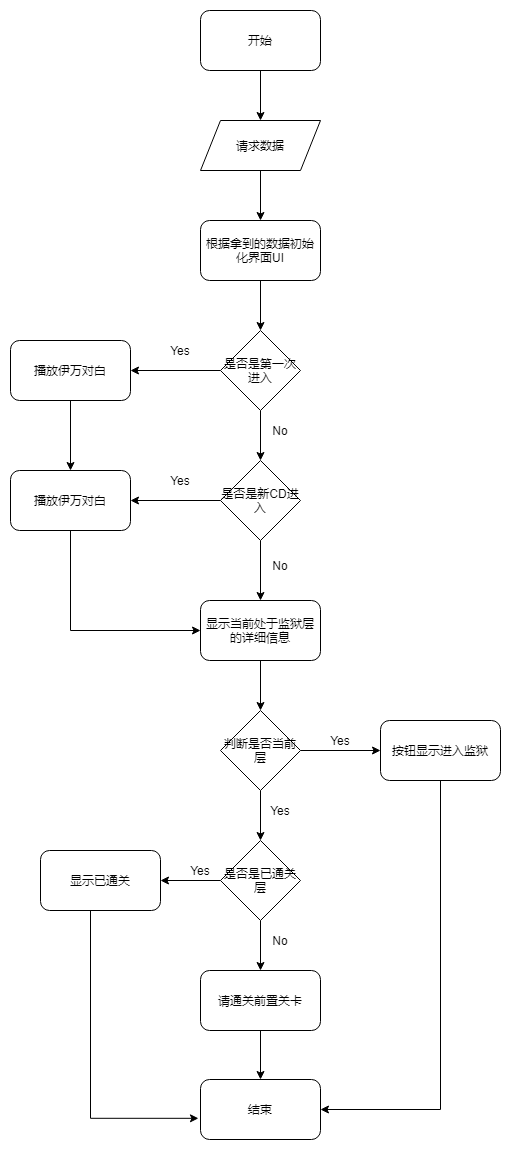 开始
请求数据
根据拿到的数据初始
化界面UI
是否是第一次
进入
Yes
播放伊万对白
No
是否是新CD进
入
Yes
播放伊万对白
No
显示当前处于监狱层
的详细信息
判断是否当前
层
Yes
按钮显示进入监狱
Yes
是否是已通关
层
Yes
显示已通关
No
请通关前置关卡
结束